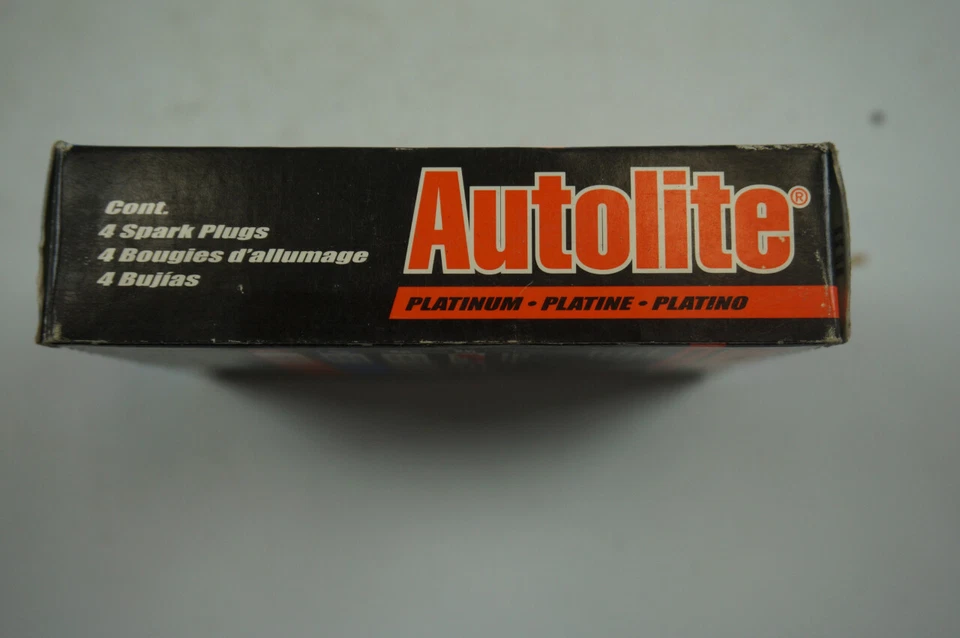 Cont.
4 Spark Plugs
4 Bougies d'allumage
4 Bujías
Autolite®
PLATINUM • PLATINE • PLATINO